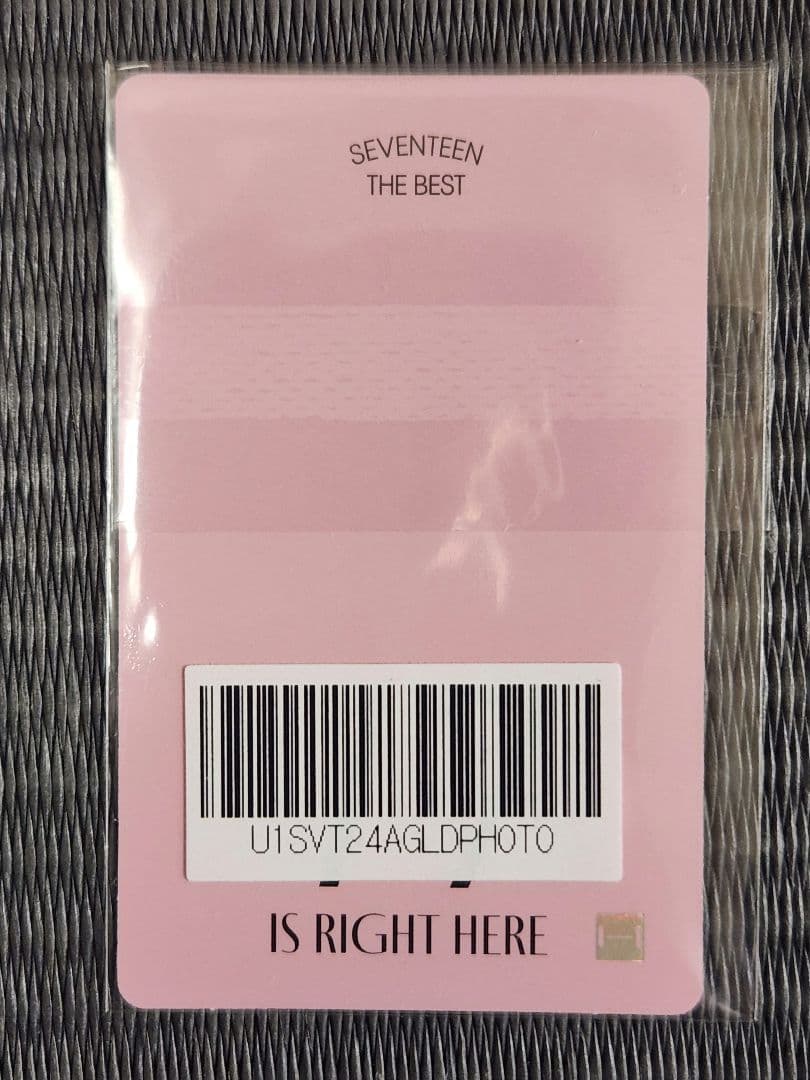 SEVENTEEN
THE BEST
U1SVT24AGLDPHOTO
IS RIGHT HERE